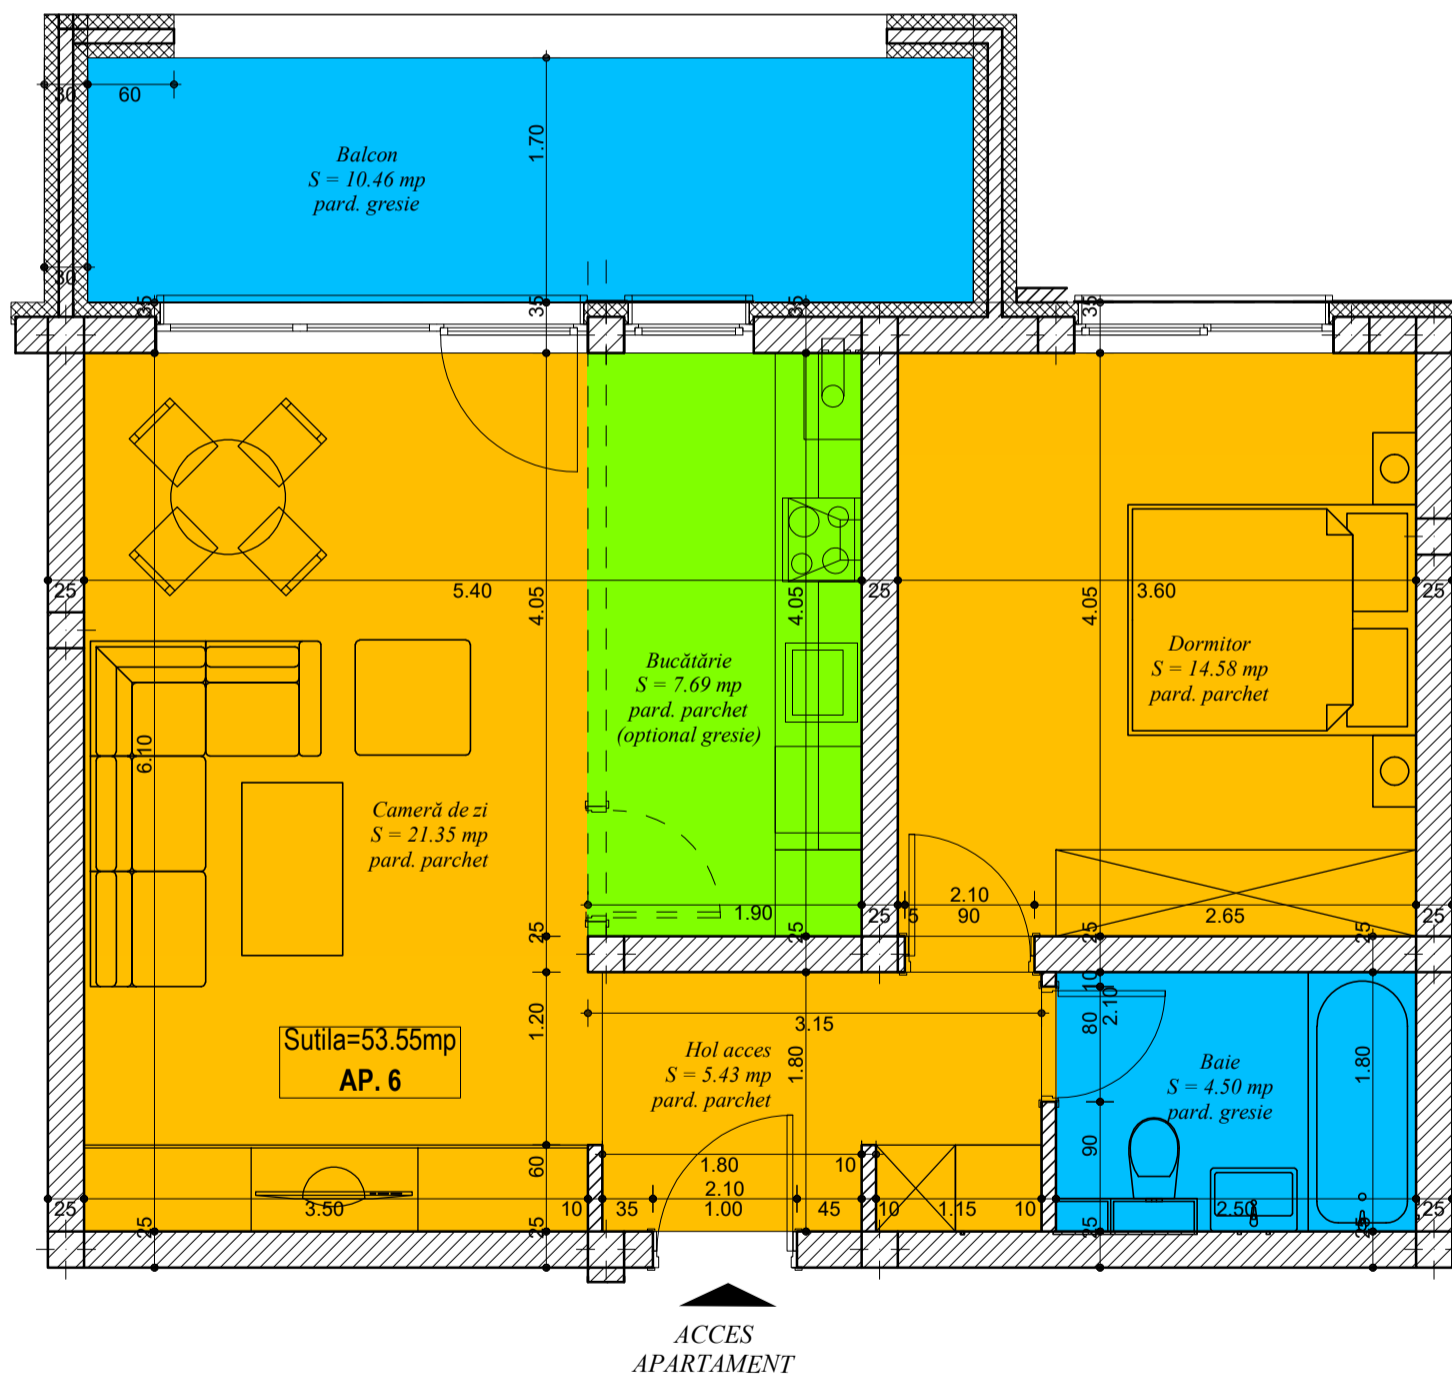 30
60
1.70
Balcon
S = 10.46 mp
pard. gresie
30
35
35
35
35
25
5.40
4.05
4.05
25
4.05
3.60
25
Bucătărie
S = 7.69 mp
pard. parchet
(optional gresie)
Dormitor
S = 14.58 mp
pard. parchet
6.10
Cameră de zi
S = 21.35 mp
pard. parchet
1.90
25
5
2.10
90
2.65
25
25
25
25
25
1.20
3.15
10
2.10
80
Sutila=53.55mp
AP. 6
Hol acces
S = 5.43 mp
pard. parchet
1.80
Baie
S = 4.50 mp
pard. gresie
1.80
90
60
1.80
10
2.10
25
3.50
10
35
1.00
45
10
1.15
10
2.50
25
25
25
25
25
25
ACCES
APARTAMENT